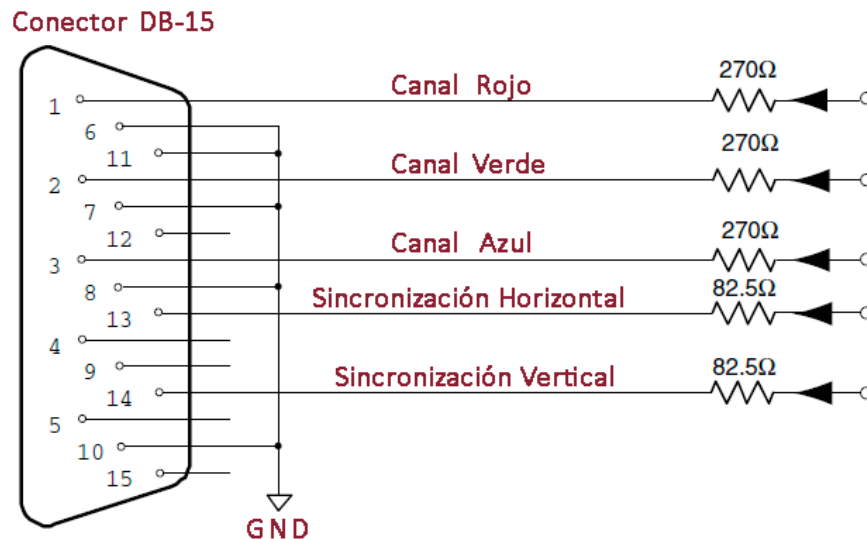 Conector DB-15
270Ω
1
Canal Rojo
6
270Ω
11
2
Canal Verde
7
270Ω
12
3
Canal Azul
8
82.5Ω
13
Sincronización Horizontal
4
9
82.5Ω
14
Sincronización Vertical
5
10
15
GND